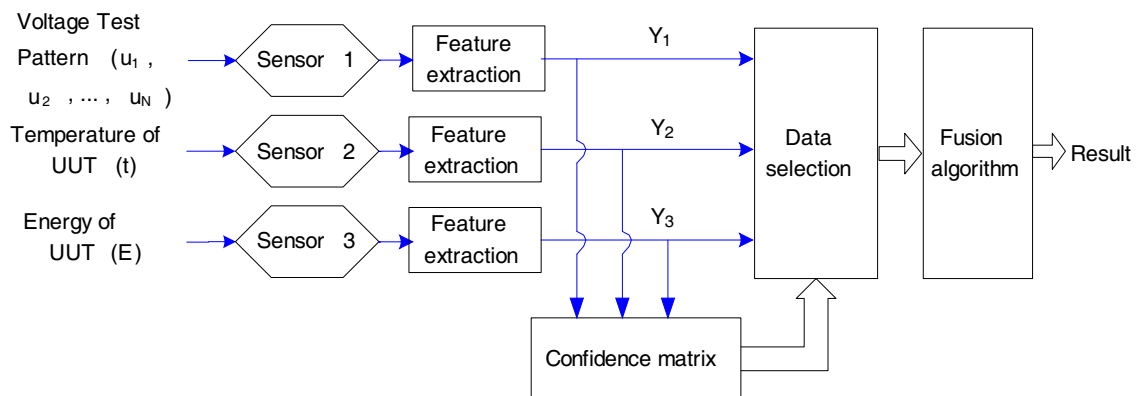 Voltage Test
Pattern (u1 ,
u2 , ... , uN )
Sensor 1
Feature
extraction
Y1
Temperature of
UUT (t)
Sensor 2
Feature
extraction
Y2
Energy of
UUT (E)
Sensor 3
Feature
extraction
Y3
Data
selection
Fusion
algorithm
Result
Confidence matrix